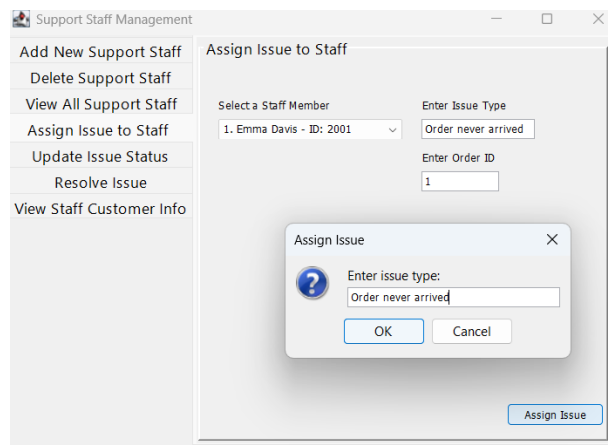 Support Staff Management
Add New Support Staff
Delete Support Staff
View All Support Staff
Assign Issue to Staff
Update Issue Status
Resolve Issue
View Staff Customer Info
Assign Issue to Staff
Select a Staff Member
1. Emma Davis - ID: 2001
Enter Issue Type
Order never arrived
Enter Order ID
1
Assign Issue
Enter issue type:
Order never arrived
OK Cancel
Assign Issue